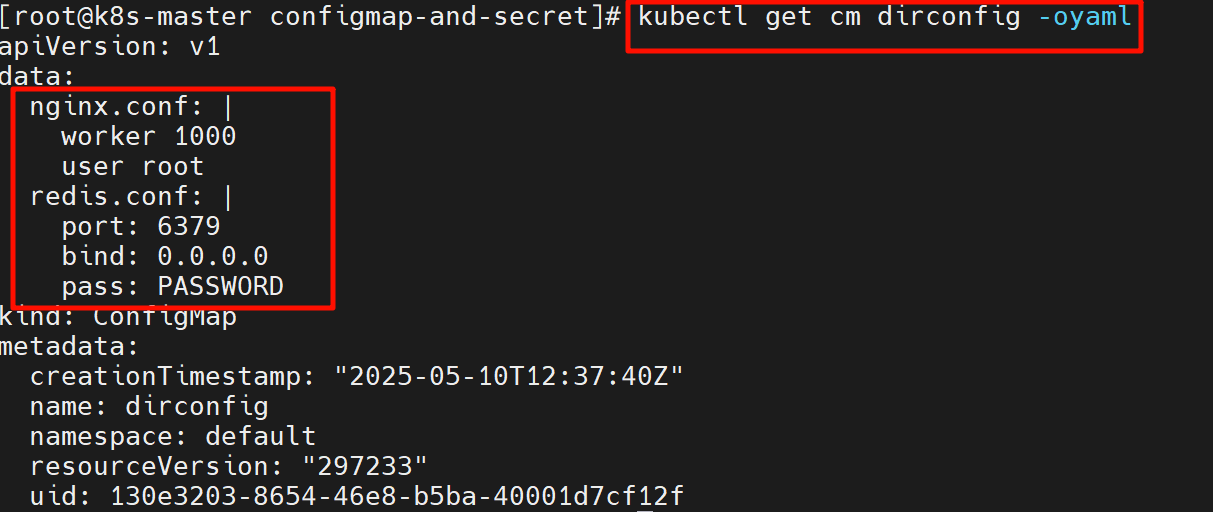 [root@k8s-master configmap-and-secret]# kubectl get cm dirconfig -oyaml
apiVersion: v1
data:
  nginx.conf: |
    worker 1000
    user root
  redis.conf: |
    port: 6379
    bind: 0.0.0.0
    pass: PASSWORD
kind: ConfigMap
metadata:
  creationTimestamp: "2025-05-10T12:37:40Z"
  name: dirconfig
  namespace: default
  resourceVersion: "297233"
  uid: 130e3203-8654-46e8-b5ba-40001d7cf12f